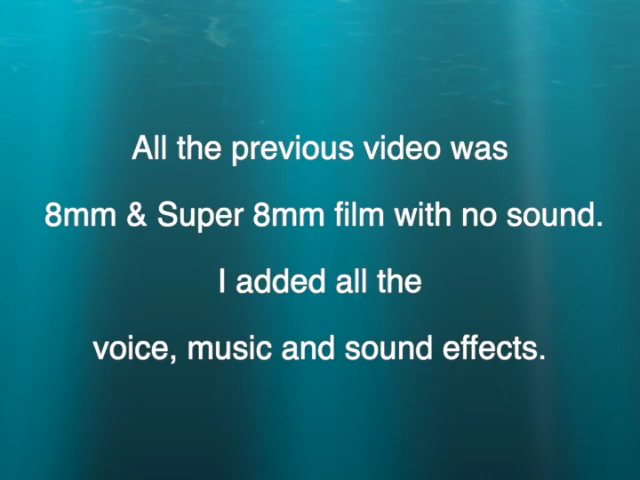 All the previous video was
8mm & Super 8mm film with no sound.
I added all the
voice, music and sound effects.